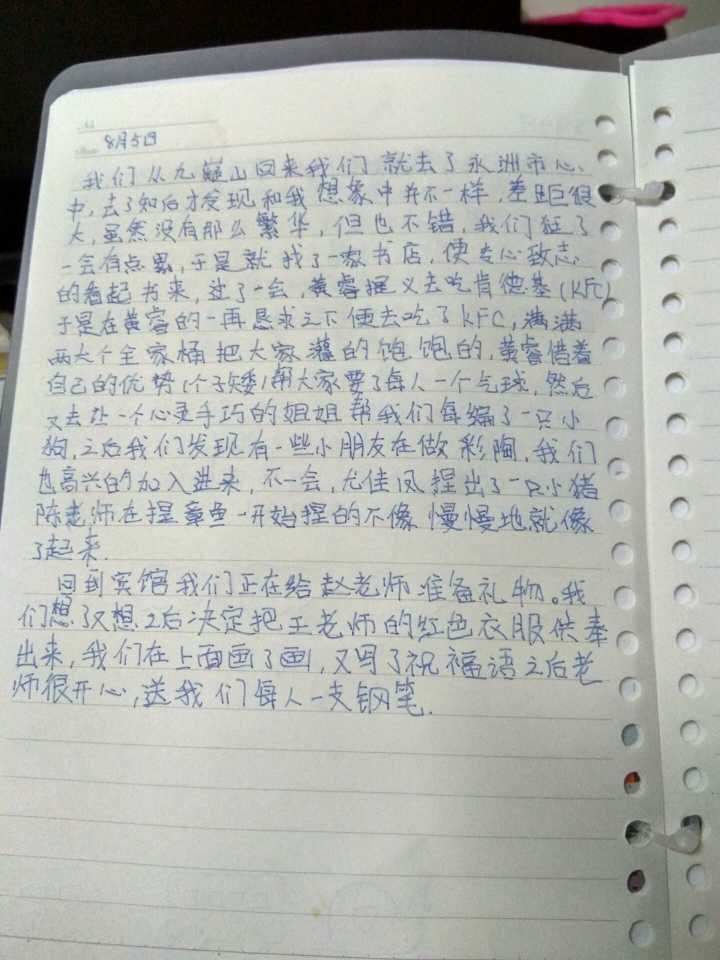 8月5日
我们从九嶷山回来我们就去了永洲市心、
中,去了知后才发现和我想象中并不一样,差距很
大,虽然没有那么繁华,但也不错,我们狂了
一会有点累,于是就找了一家书店,便专心致志
的看起书来,过了一会,黄睿提义去吃肯德基(KFC)
于是在黄睿的一再恳求之下便去吃了KFC,满满
两大个全家桶把大家灌的饱饱的,黄睿借着
自己的优势(个子矮)帮大家要了每人一个气球,然后
又去让一个心灵手巧的姐姐帮我们每编了一只小
狗,之后我们发现有一些小朋友在做彩陶,我们
也高兴的加入进来,不一会,尤佳凤捏出了一只小猪
陈老师在捏章鱼一开始捏的不像慢慢地就像
了起来.
回到宾馆我们正在给赵老师准备礼物。我
们想了又想之后决定把王老师的红色衣服供奉
出来,我们在上面画了画,又写了祝福语之后老
师很开心,送我们每人一支钢笔.